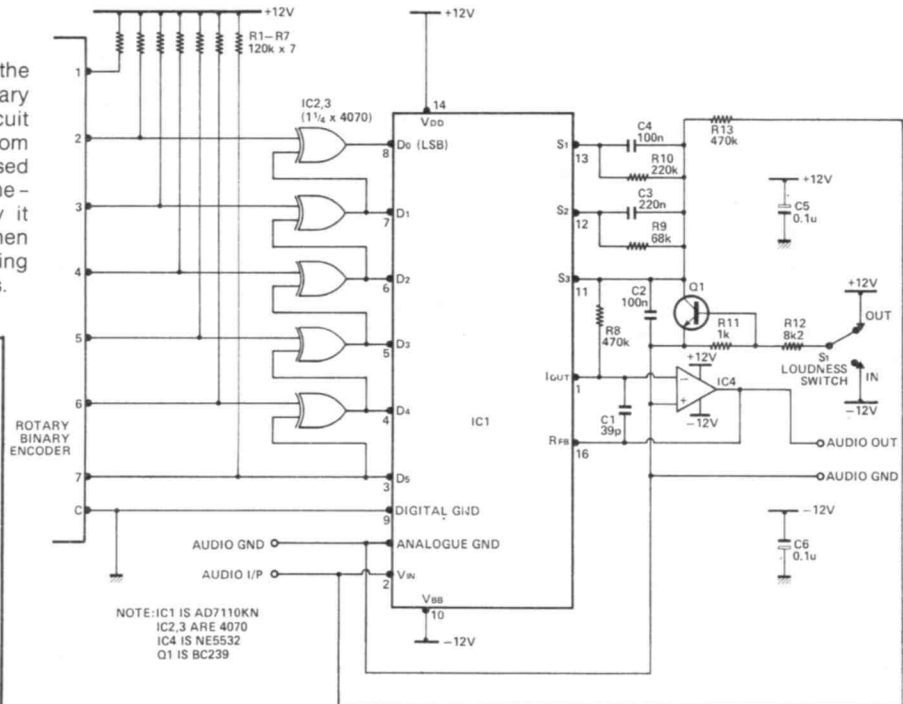 the
ary
cuit
om
sed
ne –
y it
hen
ing
s.
+12V
R1–R7
120k x 7
+12V
IC2,3
(1¼ x 4070)
14
VDD
1
2
3
4
5
6
7
C
ROTARY
BINARY
ENCODER
8
D0 (LSB)
7
D1
6
D2
5
D3
4
D4
3
D5
9
DIGITAL GND
AUDIO GND
ANALOGUE GND
AUDIO I/P
2
VIN
IC1
VBB
10
–12V
S1
13
S2
12
S3
11
IOUT
1
RFB
16
C4
100n
R10
220k
C3
220n
R9
68k
C2
100n
R8
470k
C1
39p
R13
470k
Q1
R11
1k
R12
8k2
+12V
C5
0.1u
+12V
OUT
S1
LOUDNESS
SWITCH
IN
–12V
+12V
IC4
–
+
–12V
AUDIO OUT
AUDIO GND
–12V
C6
0.1u
NOTE:IC1 IS AD7110KN
IC2,3 ARE 4070
IC4 IS NE5532
Q1 IS BC239